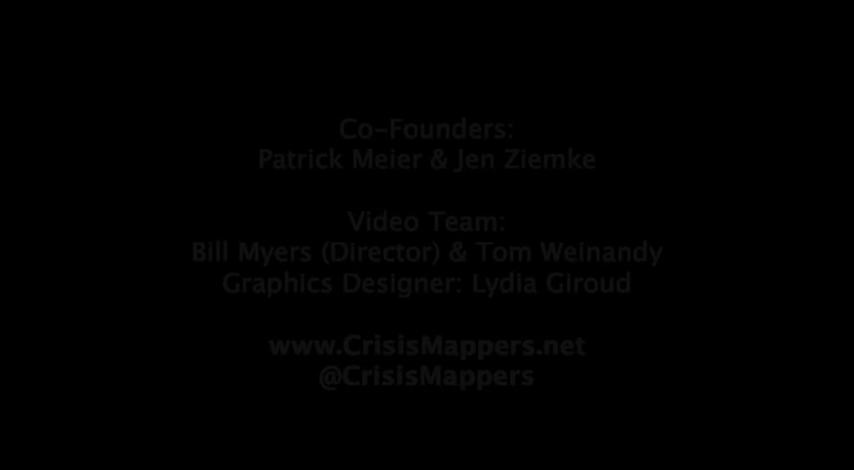 Co-Founders:
Patrick Meier & Jen Ziemke
Video Team:
Bill Myers (Director) & Tom Weinandy
Graphics Designer: Lydia Giroud
www.CrisisMappers.net
@CrisisMappers